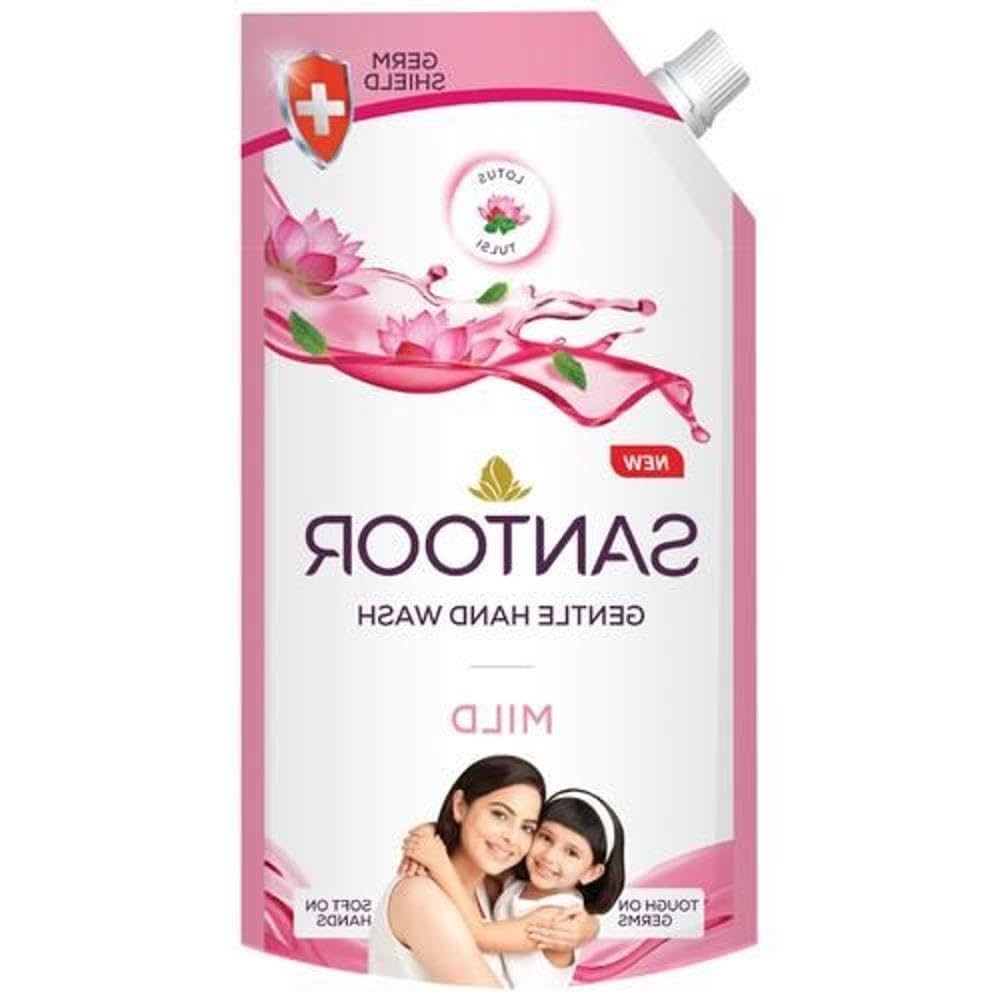 GERM
SHIELD
LOTUS
TULSI
NEW
SANTOOR
GENTLE HAND WASH
MILD
TOUGH ON
GERMS
SOFT ON
HANDS